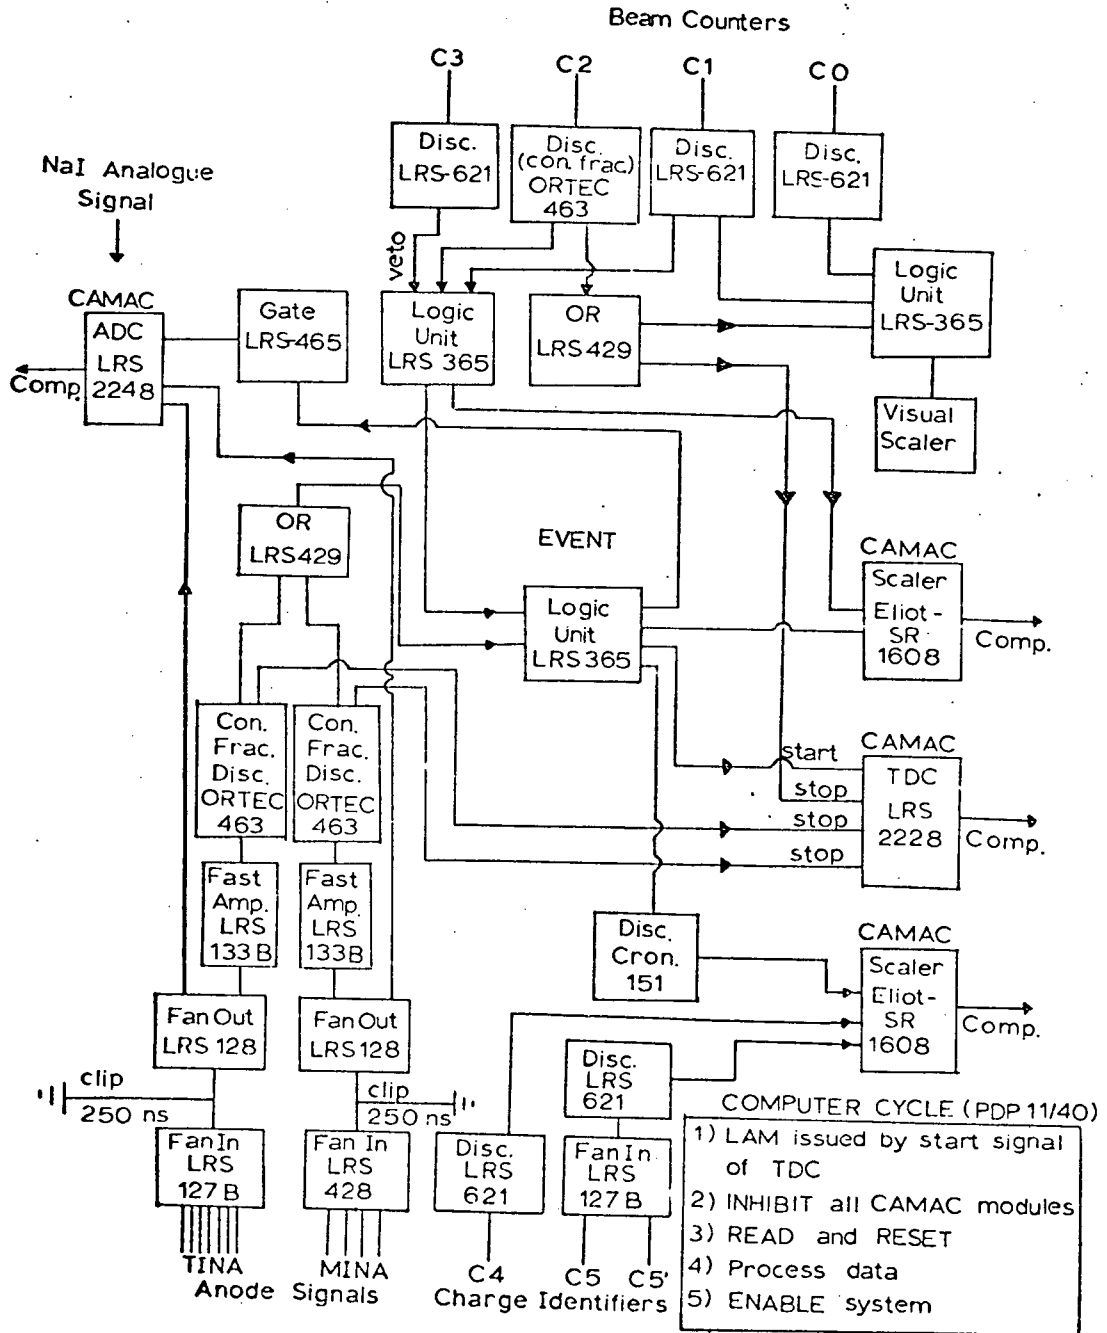 Beam Counters
C3
C2
C1
CO
Disc.
LRS-621
Disc.
(con. frac.)
ORTEC
463
Disc.
LRS-621
Disc.
LRS-621
NaI Analogue
Signal
veto
Logic
Unit
LRS 365
OR
LRS 429
Logic
Unit
LRS-365
Visual
Scaler
CAMAC
ADC
LRS
2248
Comp.
Gate
LRS-465
OR
LRS 429
EVENT
Logic
Unit
LRS 365
CAMAC
Scaler
Eliot-
SR
1608
Comp.
Con.
Frac.
Disc.
ORTEC
463
Con.
Frac.
Disc.
ORTEC
463
start
stop
stop
stop
CAMAC
TDC
LRS
2228
Comp.
Fast
Amp.
LRS
133 B
Fast
Amp.
LRS
133 B
Disc.
Cron.
151
CAMAC
Scaler
Eliot-
SR
1608
Comp.
Fan Out
LRS 128
Fan Out
LRS 128
clip
250 ns
clip
250 ns
Fan In
LRS
127 B
Fan In
LRS
428
Disc.
LRS
621
Disc.
LRS
621
Fan In
LRS
127 B
TINA
MINA
Anode Signals
C4
C5
C5'
Charge Identifiers
COMPUTER CYCLE (PDP 11/40)
1) LAM issued by start signal
of TDC
2) INHIBIT all CAMAC modules
3) READ and RESET
4) Process data
5) ENABLE system